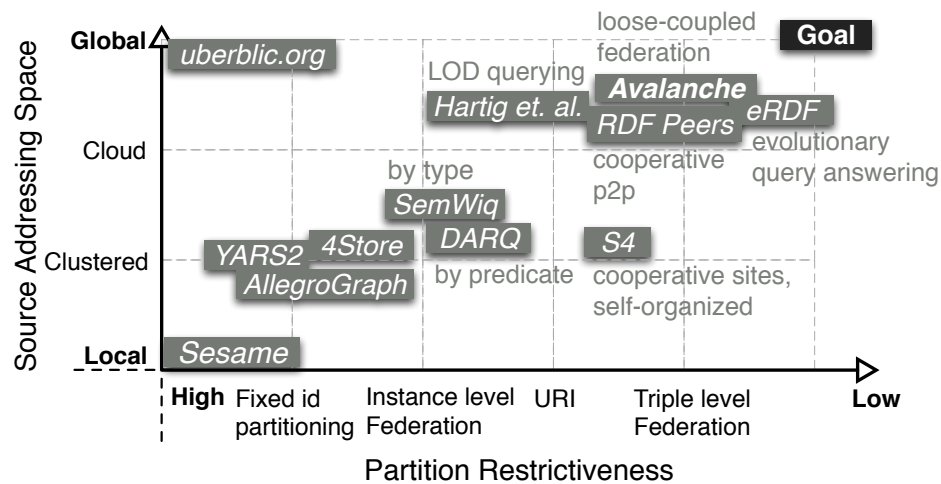 Source Addressing Space
Global
Cloud
Clustered
Local
uberblic.org
loose-coupled
federation
Goal
LOD querying
Avalanche
Hartig et. al.
eRDF
RDF Peers
evolutionary
query answering
cooperative
p2p
by type
SemWiq
YARS2
4Store
DARQ
S4
AllegroGraph
by predicate
cooperative sites,
self-organized
Sesame
High
Fixed id
partitioning
Instance level
Federation
URI
Triple level
Federation
Low
Partition Restrictiveness